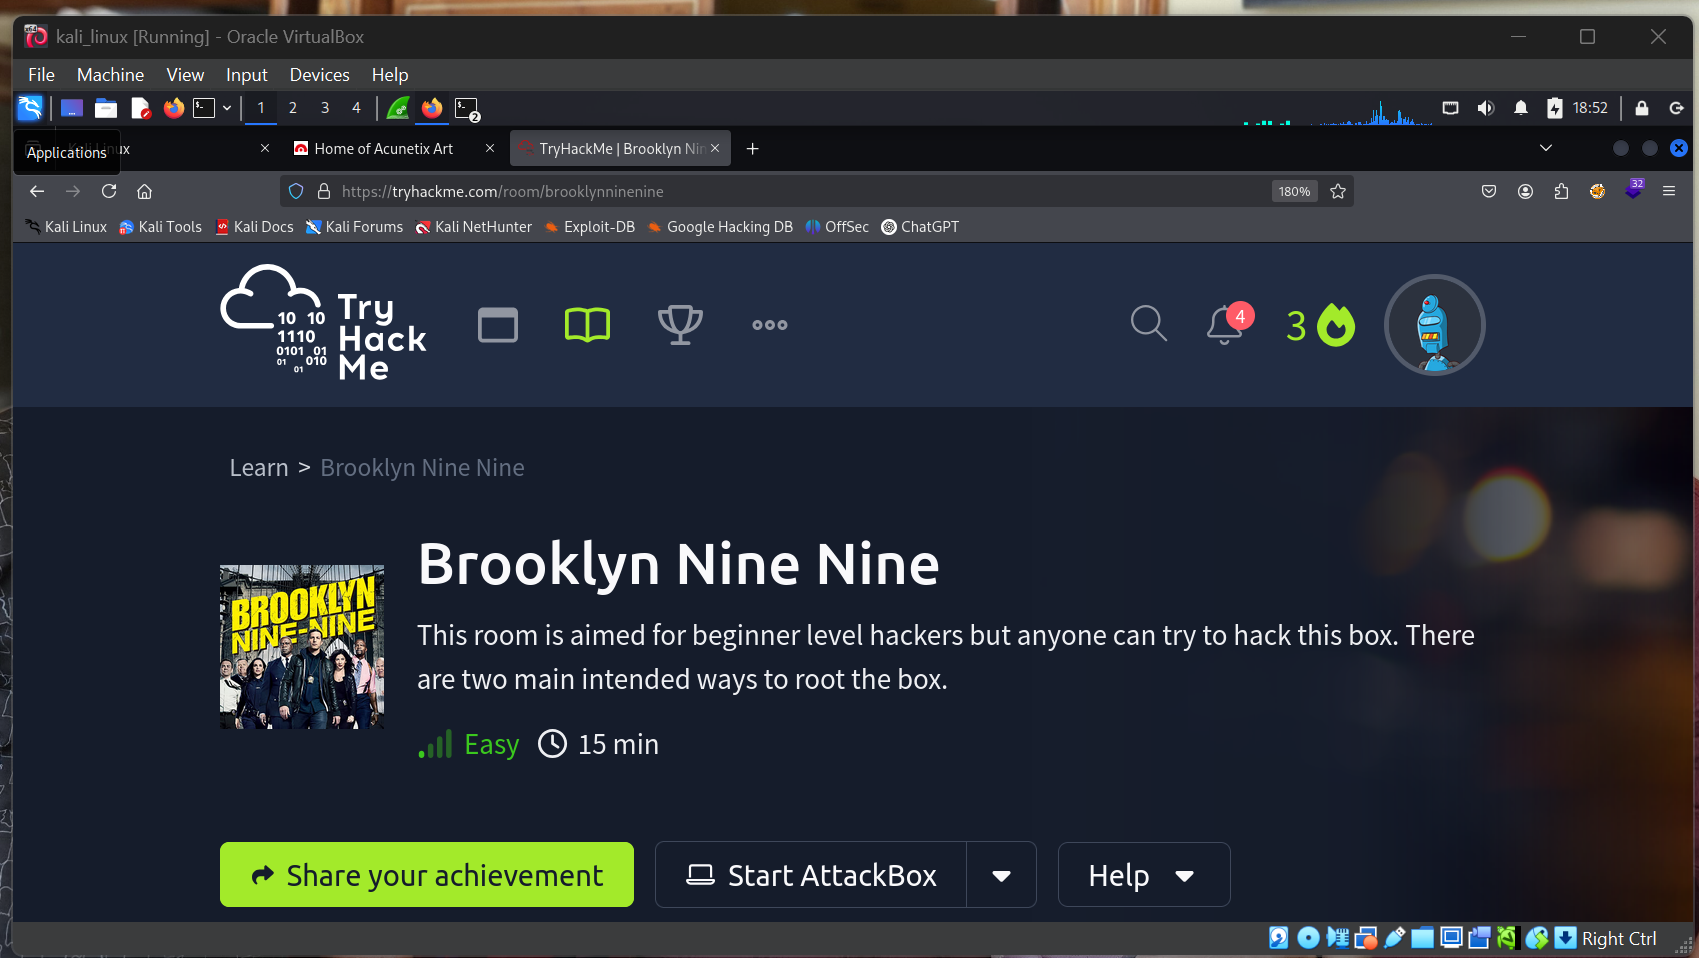 kali_linux [Running] - Oracle VirtualBox
File Machine View Input Devices Help
1 2 3 4 2 18:52
Applications
ux Home of Acunetix Art TryHackMe | Brooklyn Nin
https://tryhackme.com/room/brooklynninenine 180% 32
Kali Linux Kali Tools Kali Docs Kali Forums Kali NetHunter Exploit-DB Google Hacking DB OffSec ChatGPT
10 10
1110
0101 01
01 010
01
Try
Hack
Me
4 3
Learn > Brooklyn Nine Nine
Brooklyn Nine Nine
BROOKLYN
NINE-NINE
This room is aimed for beginner level hackers but anyone can try to hack this box. There
are two main intended ways to root the box.
Easy 15 min
Share your achievement Start AttackBox Help
Right Ctrl